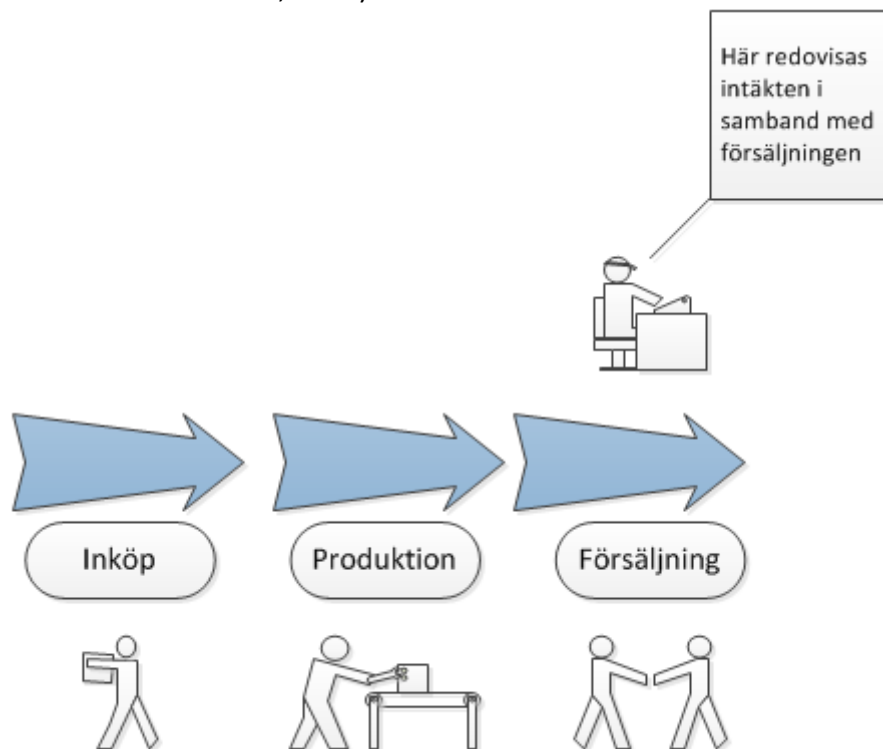 Här redovisas
intäkten i
samband med
försäljningen
Inköp
Produktion
Försäljning